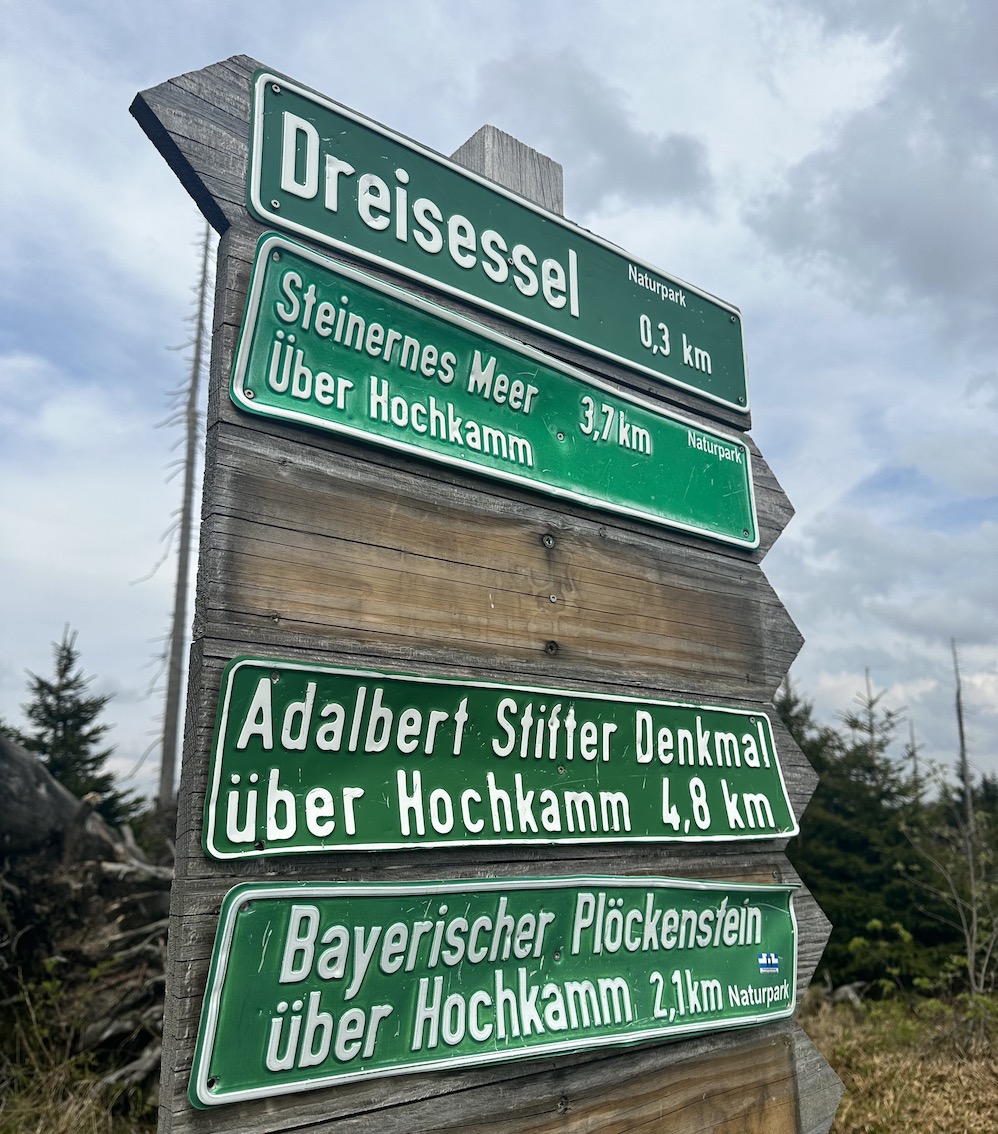 Dreisessel
Naturpark
0,3 km
Steinernes Meer 3,7 km
Über Hochkamm
Naturpark
Adalbert Stifter Denkmal
über Hochkamm 4,8 km
Bayerischer Plöckenstein
über Hochkamm 2,1km
Naturpark